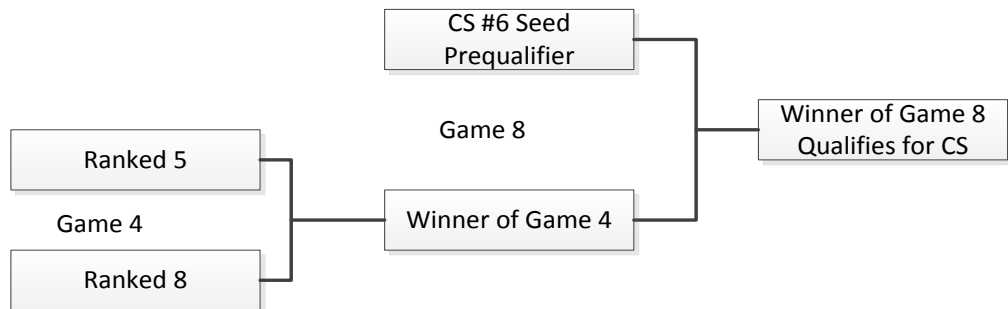 CS #6 Seed
Prequalifier
Game 8
Winner of Game 8
Qualifies for CS
Ranked 5
Game 4
Winner of Game 4
Ranked 8